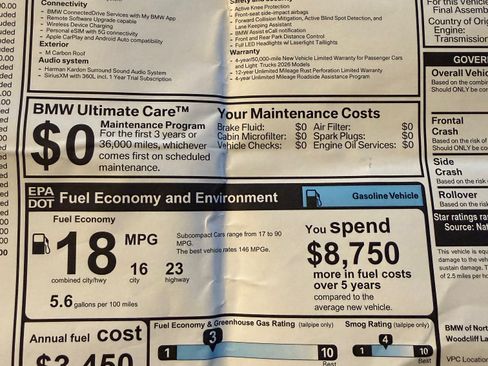 Connectivity
BMW ConnectedDrive Services with My BMW App
Remote Software Upgrade capable
Personal eSIM with 5G connectivity
Wireless Device Charging
Apple CarPlay and Android Auto compatibility
Exterior
M Carbon Roof
Audio system
Harman Kardon Surround Sound Audio System
SiriusXM with 360L incl. 1 Year Trial Subscription
Active Knee Protection
Front-seat side-impact airbags
Forward Collision Mitigation, Active Blind Spot Detection, and
Lane Keeping Assistant
BMW Assist eCall notification
Front and Rear Park Distance Control
Full LED Headlights w/ Laserlight Taillights
Warranty
4-year/50,000-mile New Vehicle Limited Warranty for Passenger Cars
and Light Trucks 2026 Models
12-year Unlimited Mileage Rust Perforation Limited Warranty
4-year Unlimited Mileage Roadside Assistance Program
For this vehicle
Final Assemb
Country of Orig
Engine:
Transmission
BMW Ultimate Care™
$0
Maintenance Program
For the first 3 years or
36,000 miles, whichever
comes first on scheduled
maintenance.
Your Maintenance Costs
Brake Fluid: $0 Air Filter: $0
Cabin Microfilter: $0 Spark Plugs: $0
Vehicle Checks: $0 Engine Oil Services: $0
GOVER
Overall Vehic
Based on the combin
Should ONLY be com
Frontal
Crash
Based on the risk of
Should ONLY be com
Side
Crash
Based on the risk
Rollover
Based on the risk
Star ratings ra
Source: Nat
EPA
DOT
Fuel Economy and Environment
Gasoline Vehicle
Fuel Economy
18 MPG
Subcompact Cars range from 17 to 90
MPG.
The best vehicle rates 146 MPGe.
16 23
combined city/hwy city highway
5.6 gallons per 100 miles
You spend
$8,750
more in fuel costs
over 5 years
compared to the
average new vehicle.
This vehicle is equi
damage to the vehi
sustain damage. T
of 2.5 miles per ho
Annual fuel cost
$3,450
Fuel Economy & Greenhouse Gas Rating (tailpipe only)
3
1 10
Best
Smog Rating (tailpipe only)
4
1 10
Best
BMW of Nort
Woodcliff La
VPC Location